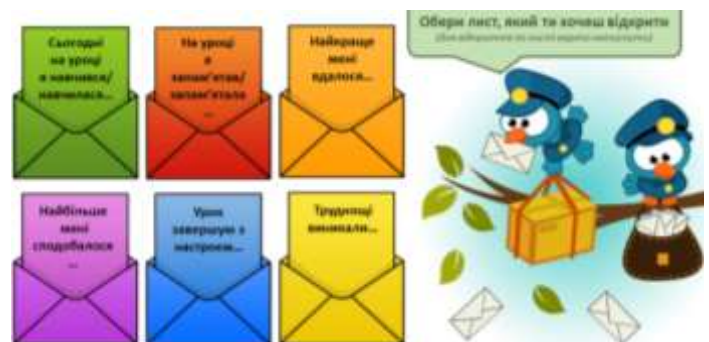 Сьогодні
на уроці
я навчився/
навчилася...
На уроці
я
запам'ятав/
запам'ятала
...
Найкраще
мені
вдалося...
Обери лист, який ти хочеш відкрити
Найбільше
мені
сподобалося
...
Урок
завершую з
настроєм...
Труднощі
виникали...